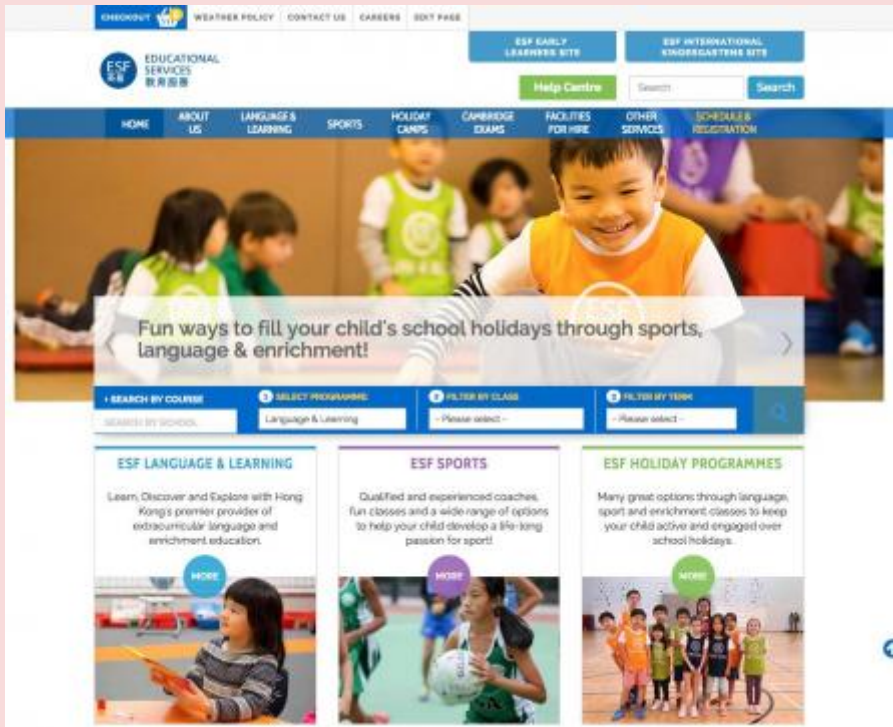 CHECKOUT
WEATHER POLICY
CONTACT US
CAREERS
EDIT PAGE
ESF EARLY
LEARNERS SITE
ESF INTERNATIONAL
KINDERGARTENS SITE
ESF
英基
EDUCATIONAL
SERVICES
教育服務
Help Centre
Search
Search
HOME
ABOUT
US
LANGUAGE &
LEARNING
SPORTS
HOLIDAY
CAMPS
CAMBRIDGE
EXAMS
FACILITIES
FOR HIRE
OTHER
SERVICES
SCHEDULE &
REGISTRATION
ESF
Fun ways to fill your child's school holidays through sports,
language & enrichment!
SEARCH BY COURSE
1 SELECT PROGRAMME
2 FILTER BY CLASS
3 FILTER BY TERM
SEARCH BY SCHOOL
Language & Learning
- Please select -
- Please select -
ESF LANGUAGE & LEARNING
Learn, Discover and Explore with Hong
Kong's premier provider of
extracurricular language and
enrichment education.
MORE
ESF SPORTS
Qualified and experienced coaches,
fun classes and a wide range of options
to help your child develop a life-long
passion for sport!
MORE
ESF HOLIDAY PROGRAMMES
Many great options through language,
sport and enrichment classes to keep
your child active and engaged over
school holidays.
MORE